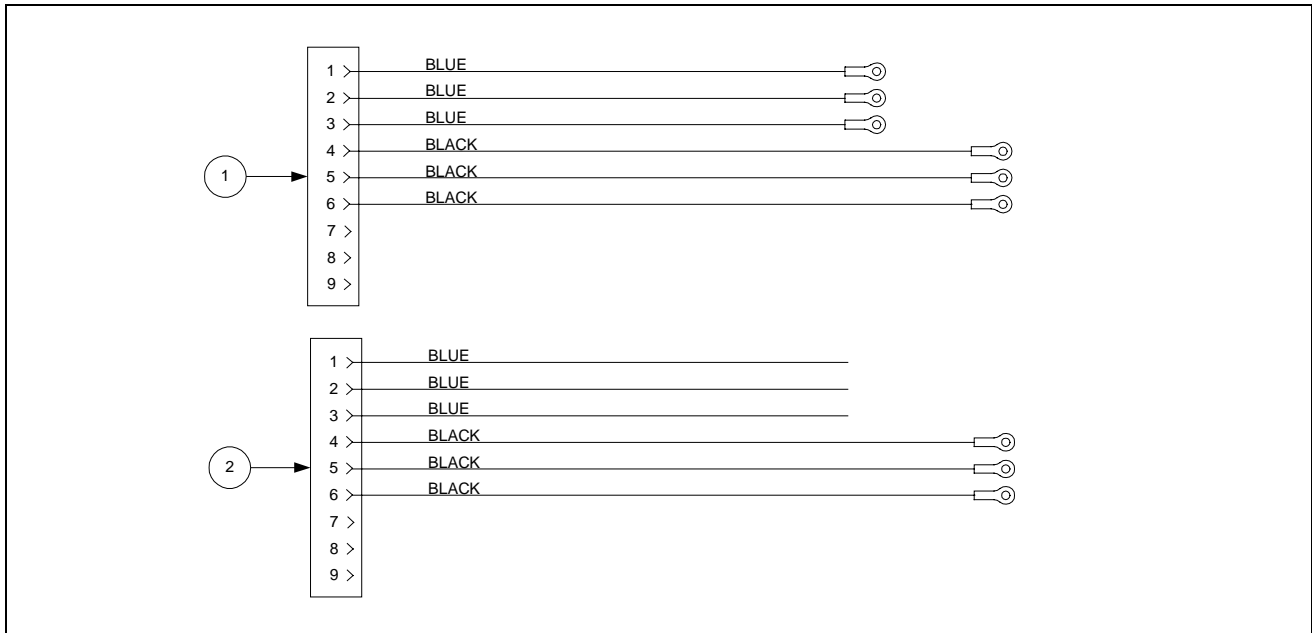 1 BLUE
2 BLUE
3 BLUE
4 BLACK
1 5 BLACK
6 BLACK
7
8
9
1 BLUE
2 BLUE
3 BLUE
4 BLACK
2 5 BLACK
6 BLACK
7
8
9